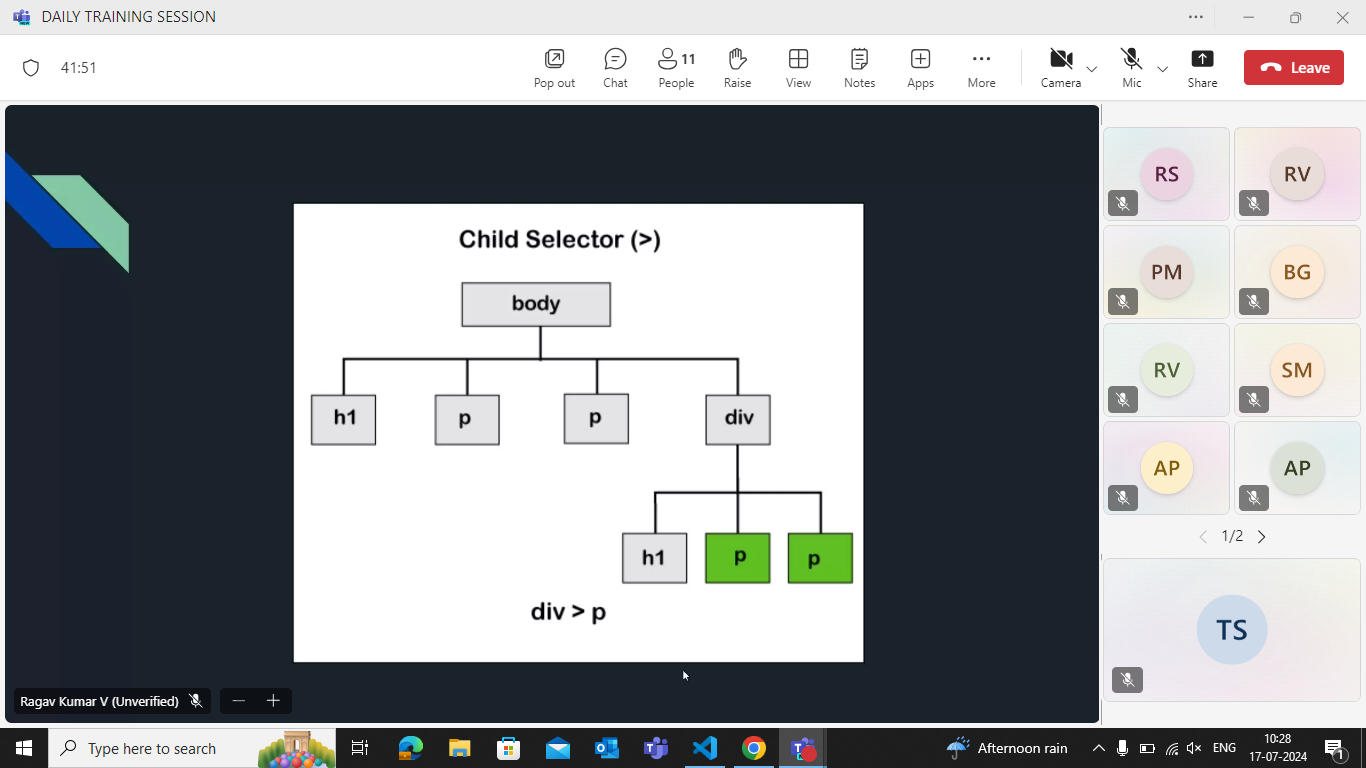 DAILY TRAINING SESSION
41:51
Pop out
Chat
11
People
Raise
View
Notes
Apps
More
Camera
Mic
Share
Leave
Child Selector (>)
body
h1
p
p
div
h1
p
p
div > p
Ragav Kumar V (Unverified)
RS
RV
PM
BG
RV
SM
AP
AP
1/2
TS
Type here to search
Afternoon rain
ENG
10:28
17-07-2024
1